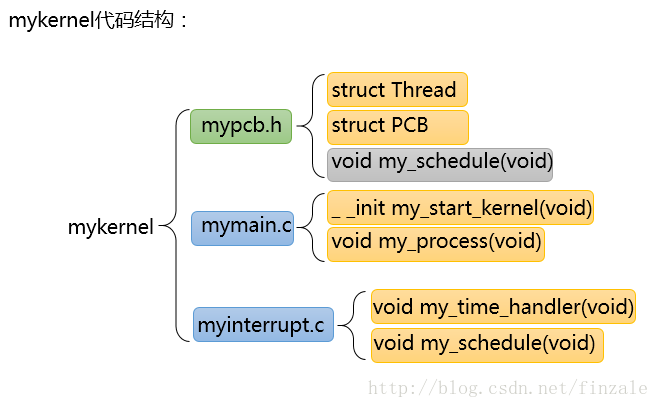 mykernel代码结构：
mypcb.h
struct Thread
struct PCB
void my_schedule(void)
mykernel
mymain.c
_ _init my_start_kernel(void)
void my_process(void)
myinterrupt.c
void my_time_handler(void)
void my_schedule(void)
http://blog.csdn.net/finzale